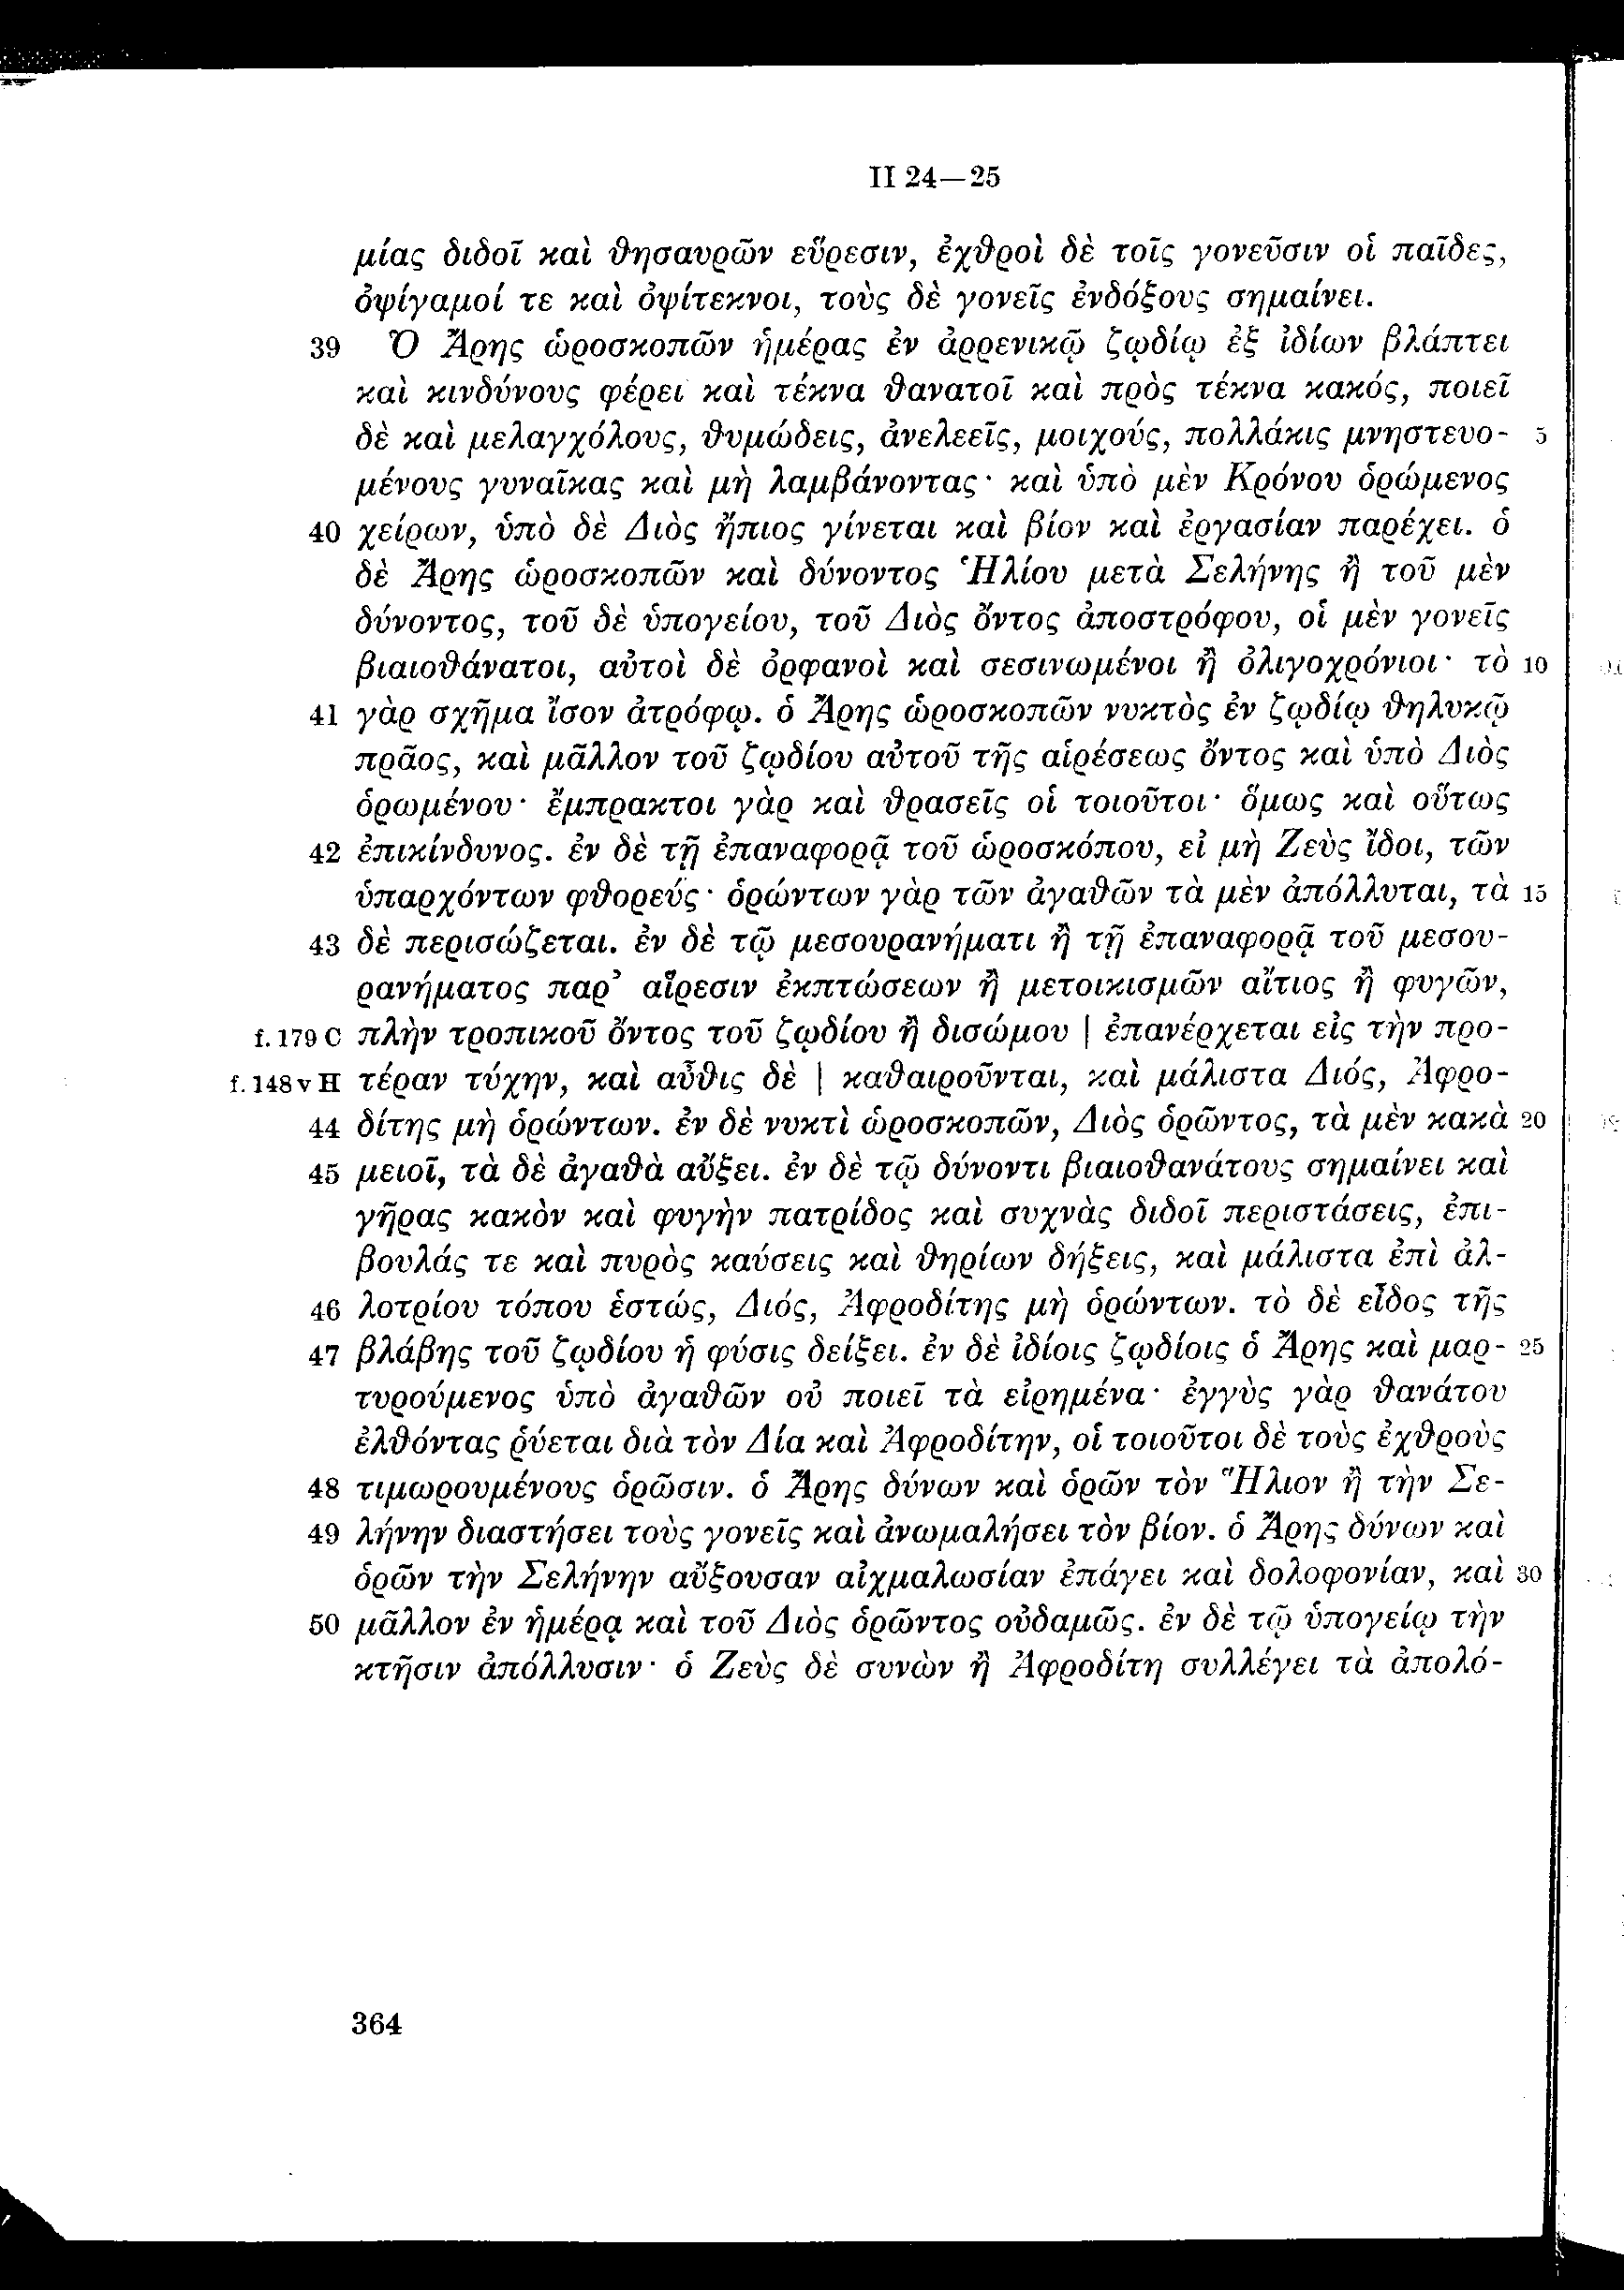 II 24—25
μίας διδοῖ καὶ θησαυρῶν εὕρεσιν, ἐχθροὶ δὲ τοῖς γονεῦσιν οἱ παῖδες,
ὀψίγαμοί τε καὶ ὀψίτεκνοι, τοὺς δὲ γονεῖς ἐνδόξους σημαίνει.
39 Ὁ Ἄρης ὡροσκοπῶν ἡμέρας ἐν ἀρρενικῷ ζῳδίῳ ἐξ ἰδίων βλάπτει
καὶ κινδύνους φέρει καὶ τέκνα θανατοῖ καὶ πρὸς τέκνα κακός, ποιεῖ
δὲ καὶ μελαγχόλους, θυμώδεις, ἀνελεεῖς, μοιχούς, πολλάκις μνηστευο- 5
μένους γυναῖκας καὶ μὴ λαμβάνοντας· καὶ ὑπὸ μὲν Κρόνου ὁρώμενος
40 χείρων, ὑπὸ δὲ Διὸς ἤπιος γίνεται καὶ βίον καὶ ἐργασίαν παρέχει. ὁ
δὲ Ἄρης ὡροσκοπῶν καὶ δύνοντος Ἡλίου μετὰ Σελήνης ἢ τοῦ μὲν
δύνοντος, τοῦ δὲ ὑπογείου, τοῦ Διὸς ὄντος ἀποστρόφου, οἱ μὲν γονεῖς
βιαιοθάνατοι, αὐτοὶ δὲ ὀρφανοὶ καὶ σεσινωμένοι ἢ ὀλιγοχρόνιοι· τὸ 10
41 γὰρ σχῆμα ἴσον ἀτρόφῳ. ὁ Ἄρης ὡροσκοπῶν νυκτὸς ἐν ζῳδίῳ θηλυκῷ
πρᾶος, καὶ μᾶλλον τοῦ ζῳδίου αὐτοῦ τῆς αἱρέσεως ὄντος καὶ ὑπὸ Διὸς
ὁρωμένου· ἔμπρακτοι γὰρ καὶ θρασεῖς οἱ τοιοῦτοι· ὅμως καὶ οὕτως
42 ἐπικίνδυνος. ἐν δὲ τῇ ἐπαναφορᾷ τοῦ ὡροσκόπου, εἰ μὴ Ζεὺς ἴδοι, τῶν
ὑπαρχόντων φθορεύς· ὁρώντων γὰρ τῶν ἀγαθῶν τὰ μὲν ἀπόλλυται, τὰ 15
43 δὲ περισώζεται. ἐν δὲ τῷ μεσουρανήματι ἢ τῇ ἐπαναφορᾷ τοῦ μεσου-
ρανήματος παρ᾽ αἵρεσιν ἐκπτώσεων ἢ μετοικισμῶν αἴτιος ἢ φυγῶν,
f. 179 C πλὴν τροπικοῦ ὄντος τοῦ ζῳδίου ἢ δισώμου | ἐπανέρχεται εἰς τὴν προ-
f. 148 v H τέραν τύχην, καὶ αὖθις δὲ | καθαιροῦνται, καὶ μάλιστα Διός, Ἀφρο-
44 δίτης μὴ ὁρώντων. ἐν δὲ νυκτὶ ὡροσκοπῶν, Διὸς ὁρῶντος, τὰ μὲν κακὰ 20
45 μειοῖ, τὰ δὲ ἀγαθὰ αὔξει. ἐν δὲ τῷ δύνοντι βιαιοθανάτους σημαίνει καὶ
γῆρας κακὸν καὶ φυγὴν πατρίδος καὶ συχνὰς διδοῖ περιστάσεις, ἐπι-
βουλάς τε καὶ πυρὸς καύσεις καὶ θηρίων δήξεις, καὶ μάλιστα ἐπὶ ἀλ-
46 λοτρίου τόπου ἑστώς, Διός, Ἀφροδίτης μὴ ὁρώντων. τὸ δὲ εἶδος τῆς
47 βλάβης τοῦ ζῳδίου ἡ φύσις δείξει. ἐν δὲ ἰδίοις ζῳδίοις ὁ Ἄρης καὶ μαρ- 25
τυρούμενος ὑπὸ ἀγαθῶν οὐ ποιεῖ τὰ εἰρημένα· ἐγγὺς γὰρ θανάτου
ἐλθόντας ῥύεται διὰ τὸν Δία καὶ Ἀφροδίτην, οἱ τοιοῦτοι δὲ τοὺς ἐχθροὺς
48 τιμωρουμένους ὁρῶσιν. ὁ Ἄρης δύνων καὶ ὁρῶν τὸν Ἥλιον ἢ τὴν Σε-
49 λήνην διαστήσει τοὺς γονεῖς καὶ ἀνωμαλήσει τὸν βίον. ὁ Ἄρης δύνων καὶ
ὁρῶν τὴν Σελήνην αὔξουσαν αἰχμαλωσίαν ἐπάγει καὶ δολοφονίαν, καὶ 30
50 μᾶλλον ἐν ἡμέρᾳ καὶ τοῦ Διὸς ὁρῶντος οὐδαμῶς. ἐν δὲ τῷ ὑπογείῳ τὴν
κτῆσιν ἀπόλλυσιν· ὁ Ζεὺς δὲ συνὼν ἢ Ἀφροδίτη συλλέγει τὰ ἀπολό-
364